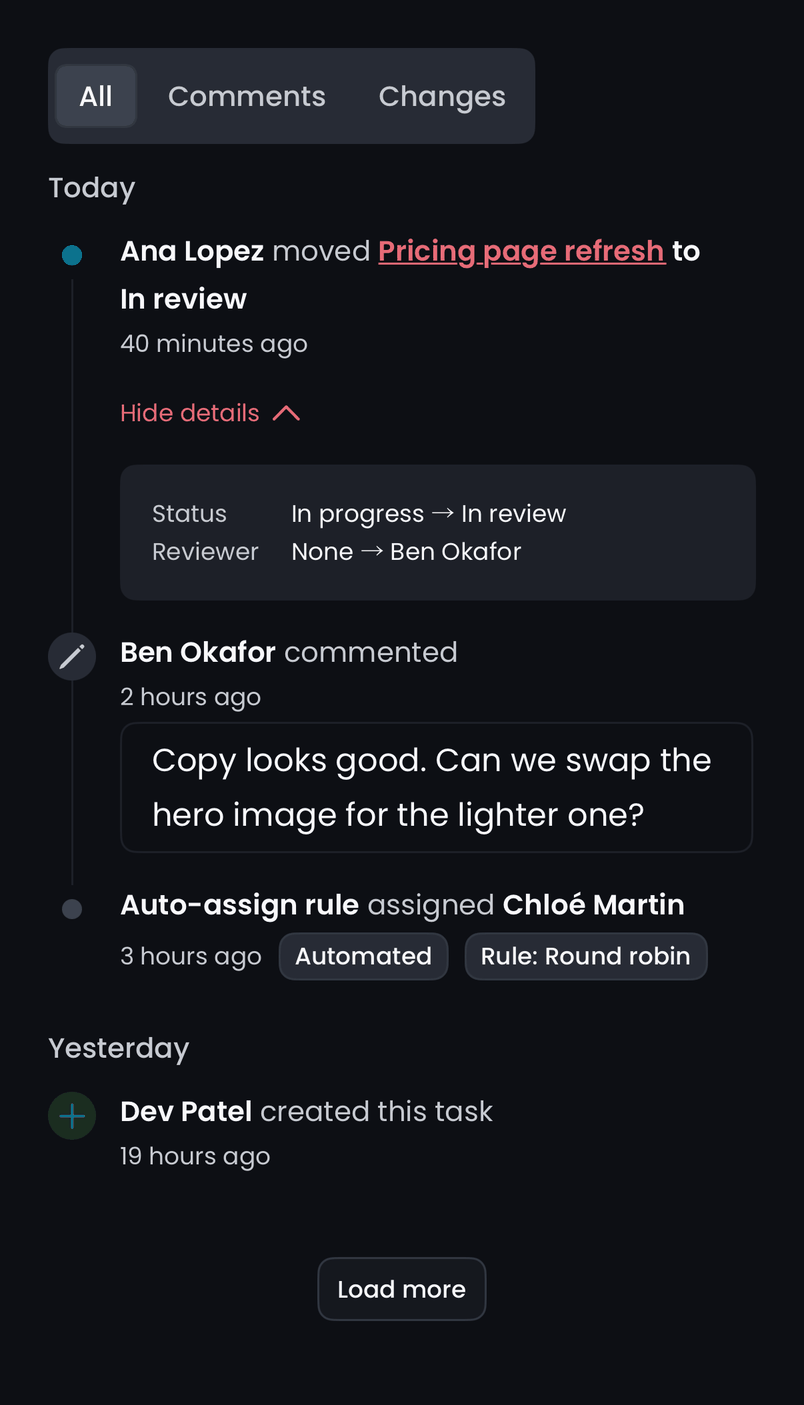 All Comments Changes
Today
Ana Lopez moved Pricing page refresh to
In review
40 minutes ago
Hide details
Status In progress → In review
Reviewer None → Ben Okafor
Ben Okafor commented
2 hours ago
Copy looks good. Can we swap the
hero image for the lighter one?
Auto-assign rule assigned Chloé Martin
3 hours ago Automated Rule: Round robin
Yesterday
Dev Patel created this task
19 hours ago
Load more